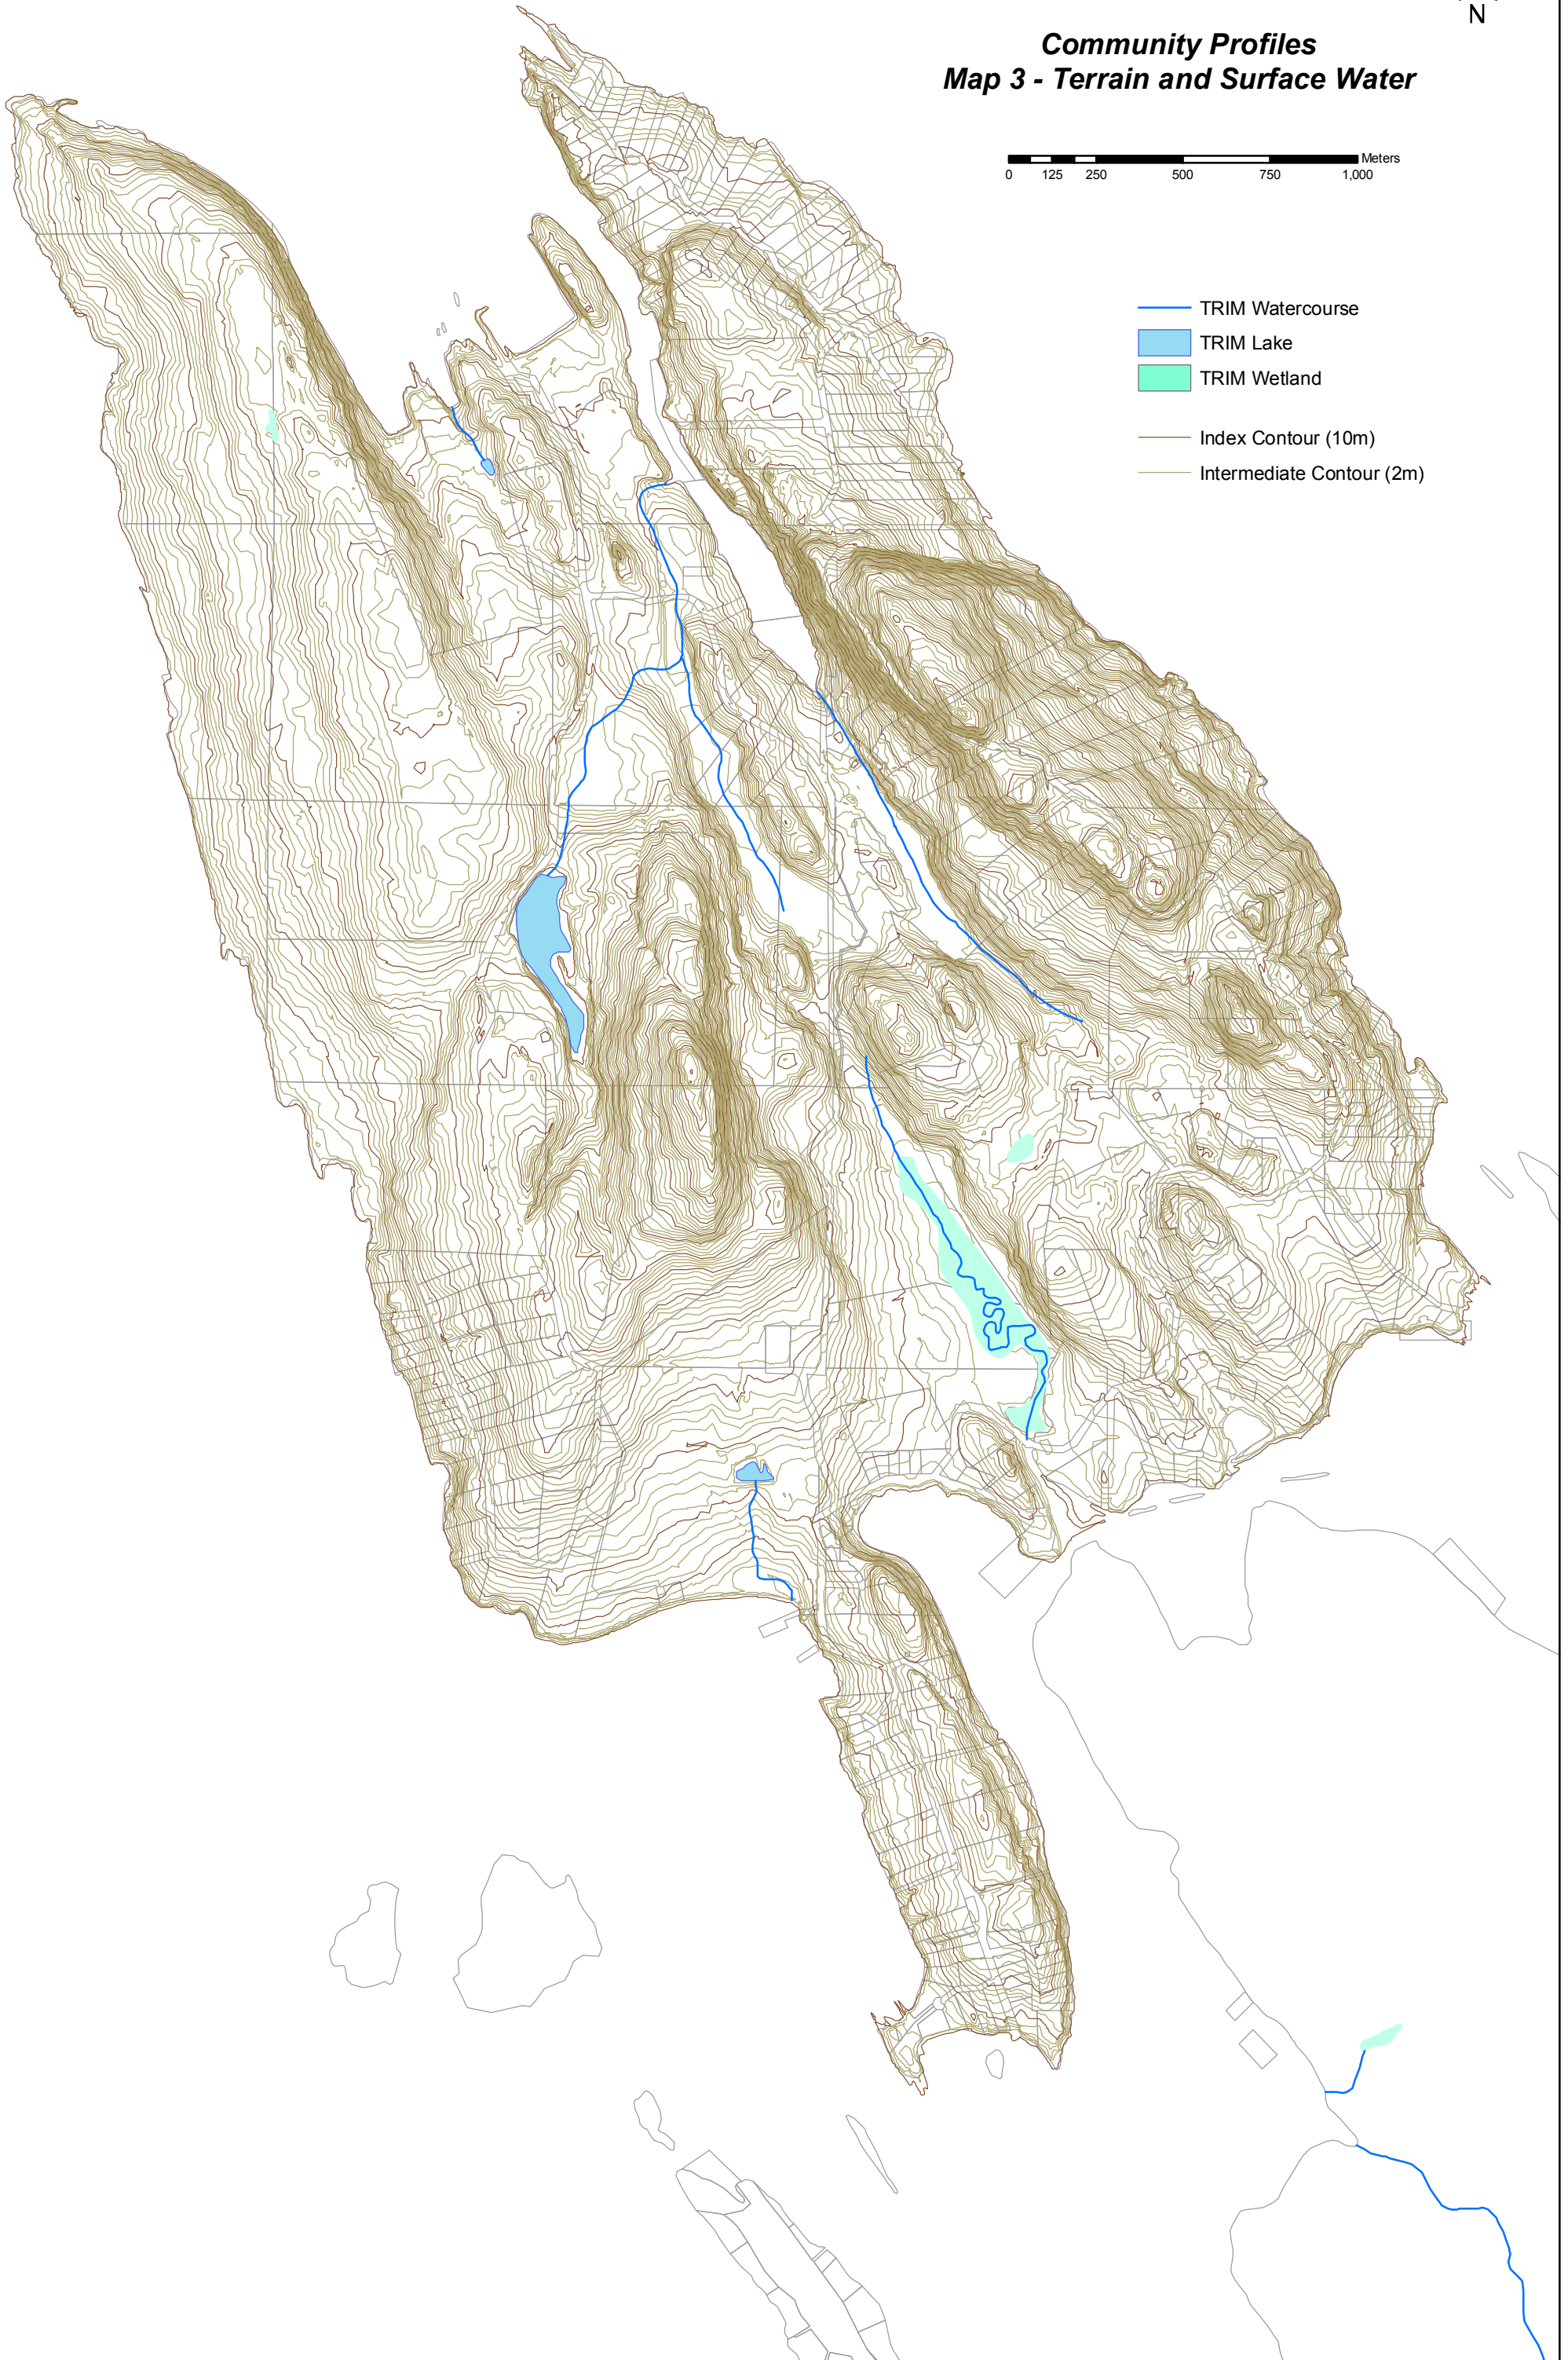 N
Community Profiles
Map 3 - Terrain and Surface Water
Meters
0 125 250 500 750 1,000
TRIM Watercourse
TRIM Lake
TRIM Wetland
Index Contour (10m)
Intermediate Contour (2m)